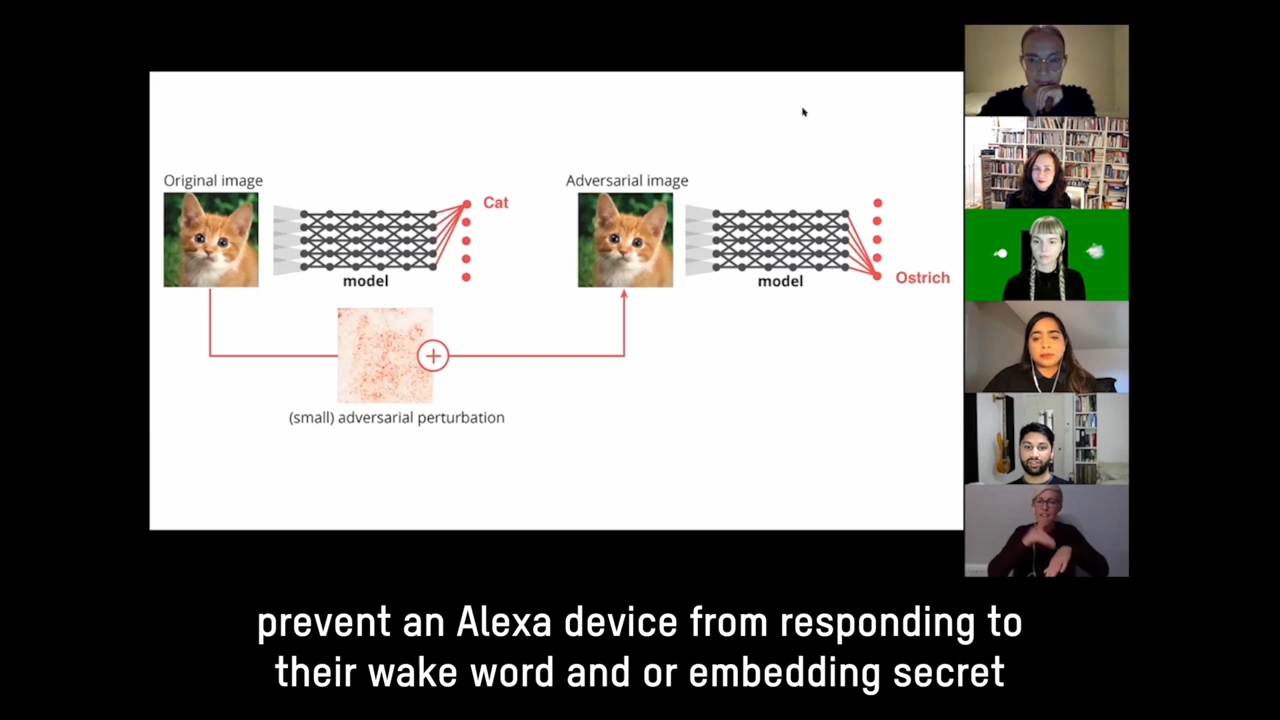 Original image
Adversarial image
Cat
model
model
Ostrich
(small) adversarial perturbation
prevent an Alexa device from responding to
their wake word and or embedding secret